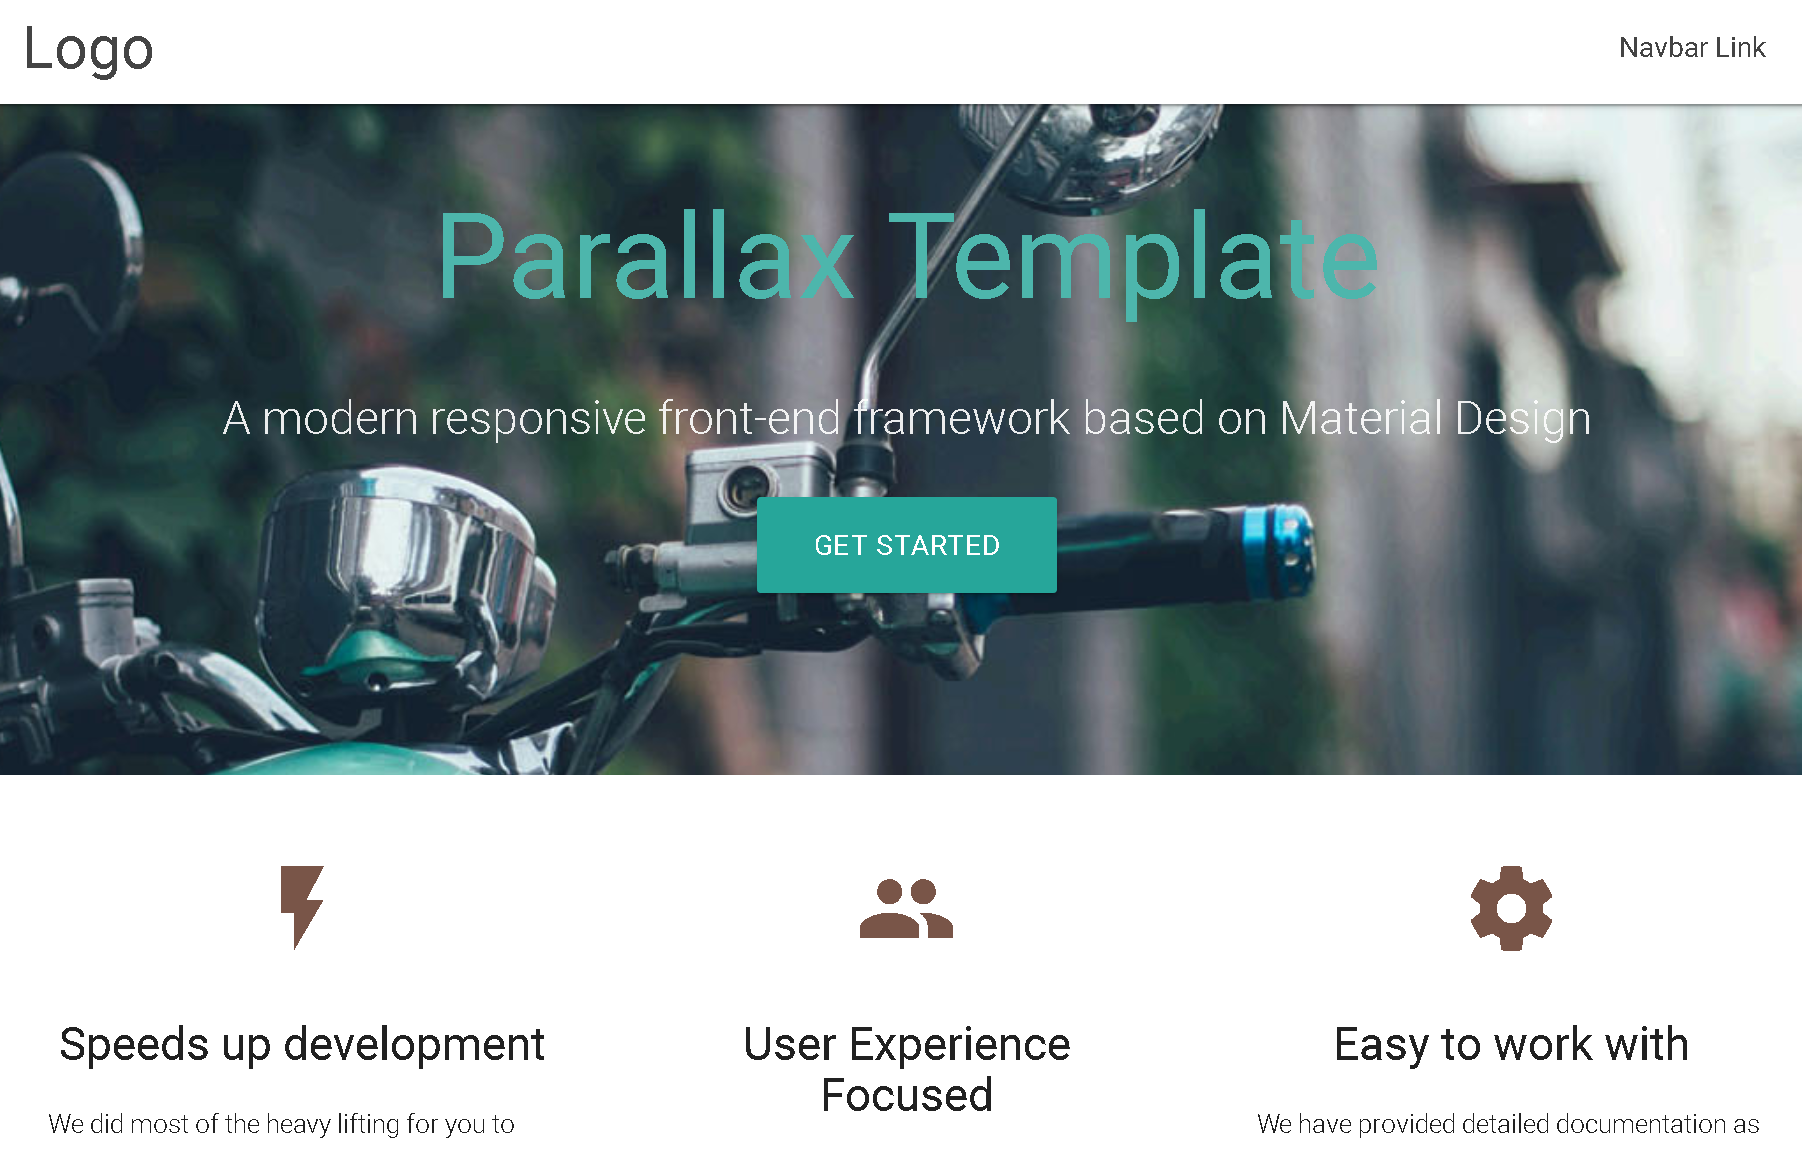 Logo
Navbar Link
Parallax Template
A modern responsive front-end framework based on Material Design
GET STARTED
Speeds up development
We did most of the heavy lifting for you to
User Experience
Focused
Easy to work with
We have provided detailed documentation as